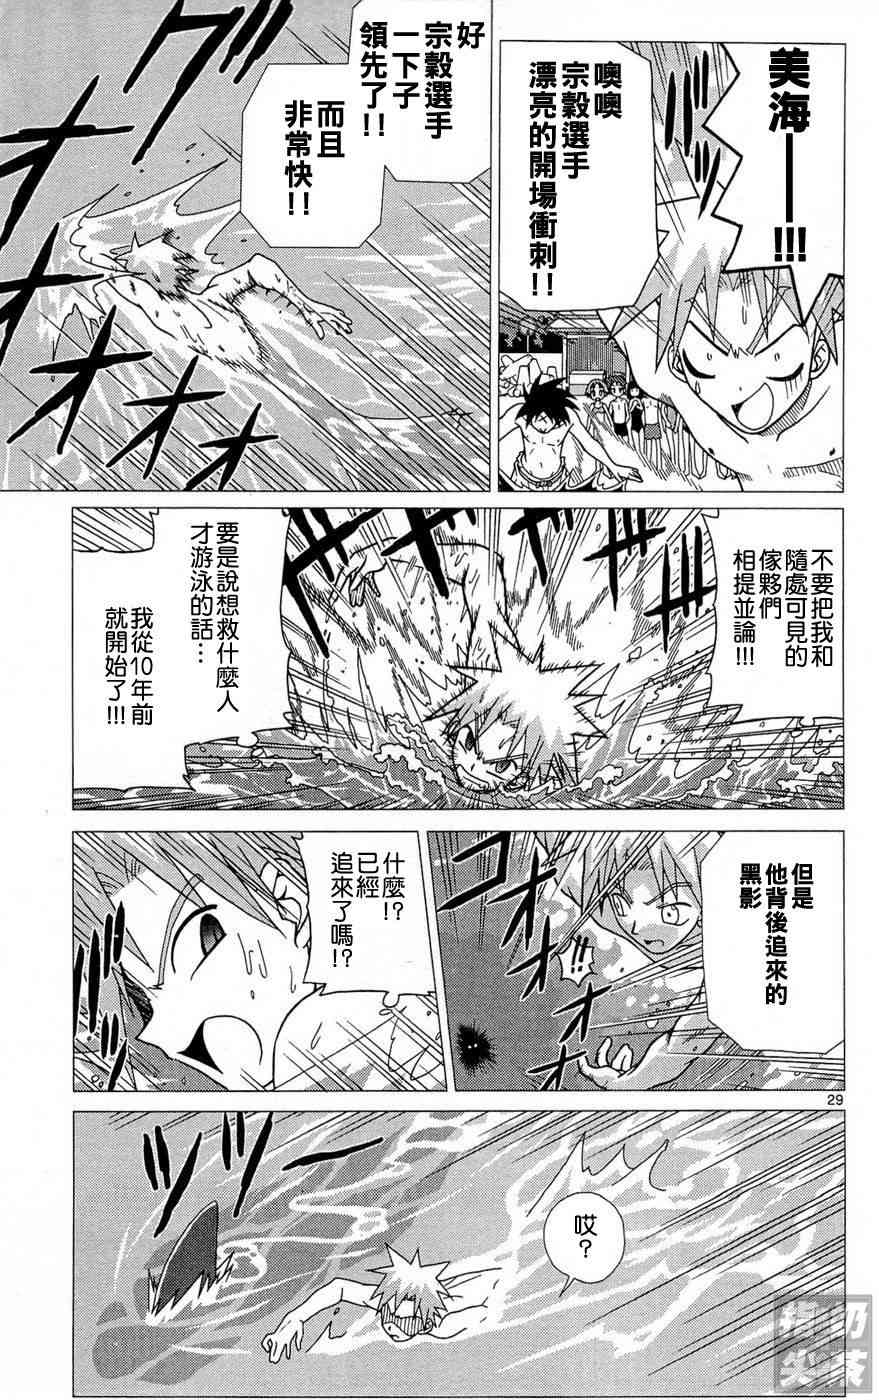 美海——!!!
噢噢
宗穀選手
漂亮的開場衝刺!!
好
宗穀選手
一下子
領先了!!
而且
非常快!!
不要把我和
隨處可見的
傢夥們
相提並論!!!
要是說想救什麼人
才游泳的話…
我從10年前
就開始了!!!
但是
他背後追來的
黑影
!!
什麼!?
已經
追來了嗎!?
29
哎?